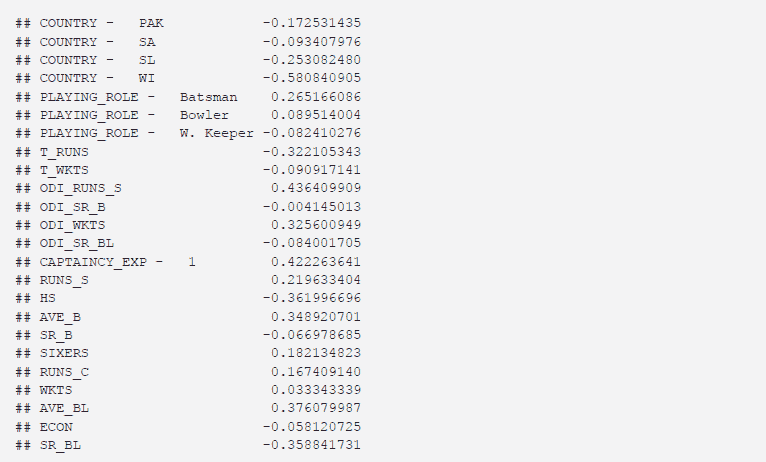 ## COUNTRY -   PAK            -0.172531435
## COUNTRY -   SA             -0.093407976
## COUNTRY -   SL             -0.253082480
## COUNTRY -   WI             -0.580840905
## PLAYING_ROLE -   Batsman    0.265166086
## PLAYING_ROLE -   Bowler     0.089514004
## PLAYING_ROLE -   W. Keeper -0.082410276
## T_RUNS                     -0.322105343
## T_WKTS                     -0.090917141
## ODI_RUNS_S                  0.436409909
## ODI_SR_B                   -0.004145013
## ODI_WKTS                    0.325600949
## ODI_SR_BL                  -0.084001705
## CAPTAINCY_EXP -   1         0.422263641
## RUNS_S                      0.219633404
## HS                         -0.361996696
## AVE_B                       0.348920701
## SR_B                       -0.066978685
## SIXERS                      0.182134823
## RUNS_C                      0.167409140
## WKTS                        0.033343339
## AVE_BL                      0.376079987
## ECON                       -0.058120725
## SR_BL                      -0.358841731